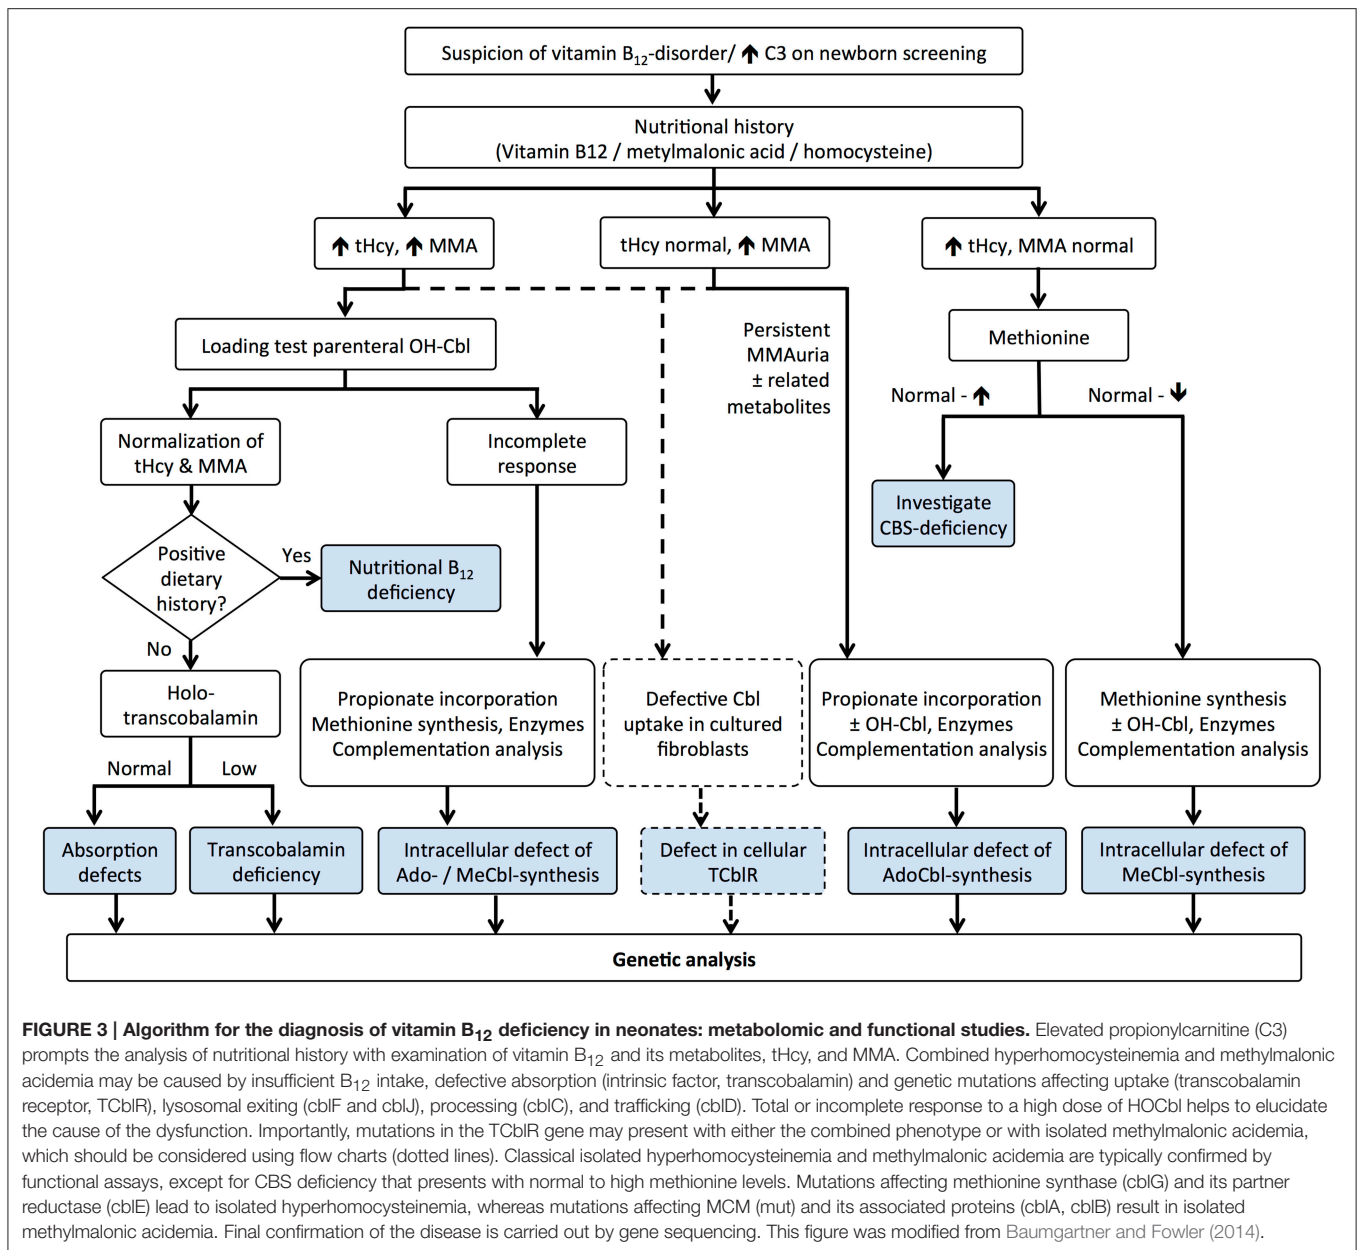 Suspicion of vitamin B12-disorder/ ↑ C3 on newborn screening
Nutritional history
(Vitamin B12 / metylmalonic acid / homocysteine)
↑ tHcy, ↑ MMA
tHcy normal, ↑ MMA
↑ tHcy, MMA normal
Loading test parenteral OH-Cbl
Persistent
MMAuria
± related
metabolites
Methionine
Normal - ↑
Normal - ↓
Normalization of
tHcy & MMA
Incomplete
response
Investigate
CBS-deficiency
Positive
dietary
history?
Yes
Nutritional B12
deficiency
No
Holo-
transcobalamin
Propionate incorporation
Methionine synthesis, Enzymes
Complementation analysis
Defective Cbl
uptake in cultured
fibroblasts
Propionate incorporation
± OH-Cbl, Enzymes
Complementation analysis
Methionine synthesis
± OH-Cbl, Enzymes
Complementation analysis
Normal
Low
Absorption
defects
Transcobalamin
deficiency
Intracellular defect of
Ado- / MeCbl-synthesis
Defect in cellular
TCblR
Intracellular defect of
AdoCbl-synthesis
Intracellular defect of
MeCbl-synthesis
Genetic analysis
FIGURE 3 | Algorithm for the diagnosis of vitamin B12 deficiency in neonates: metabolomic and functional studies. Elevated propionylcarnitine (C3)
prompts the analysis of nutritional history with examination of vitamin B12 and its metabolites, tHcy, and MMA. Combined hyperhomocysteinemia and methylmalonic
acidemia may be caused by insufficient B12 intake, defective absorption (intrinsic factor, transcobalamin) and genetic mutations affecting uptake (transcobalamin
receptor, TCblR), lysosomal exiting (cblF and cblJ), processing (cblC), and trafficking (cblD). Total or incomplete response to a high dose of HOCbl helps to elucidate
the cause of the dysfunction. Importantly, mutations in the TCblR gene may present with either the combined phenotype or with isolated methylmalonic acidemia,
which should be considered using flow charts (dotted lines). Classical isolated hyperhomocysteinemia and methylmalonic acidemia are typically confirmed by
functional assays, except for CBS deficiency that presents with normal to high methionine levels. Mutations affecting methionine synthase (cblG) and its partner
reductase (cblE) lead to isolated hyperhomocysteinemia, whereas mutations affecting MCM (mut) and its associated proteins (cblA, cblB) result in isolated
methylmalonic acidemia. Final confirmation of the disease is carried out by gene sequencing. This figure was modified from Baumgartner and Fowler (2014).